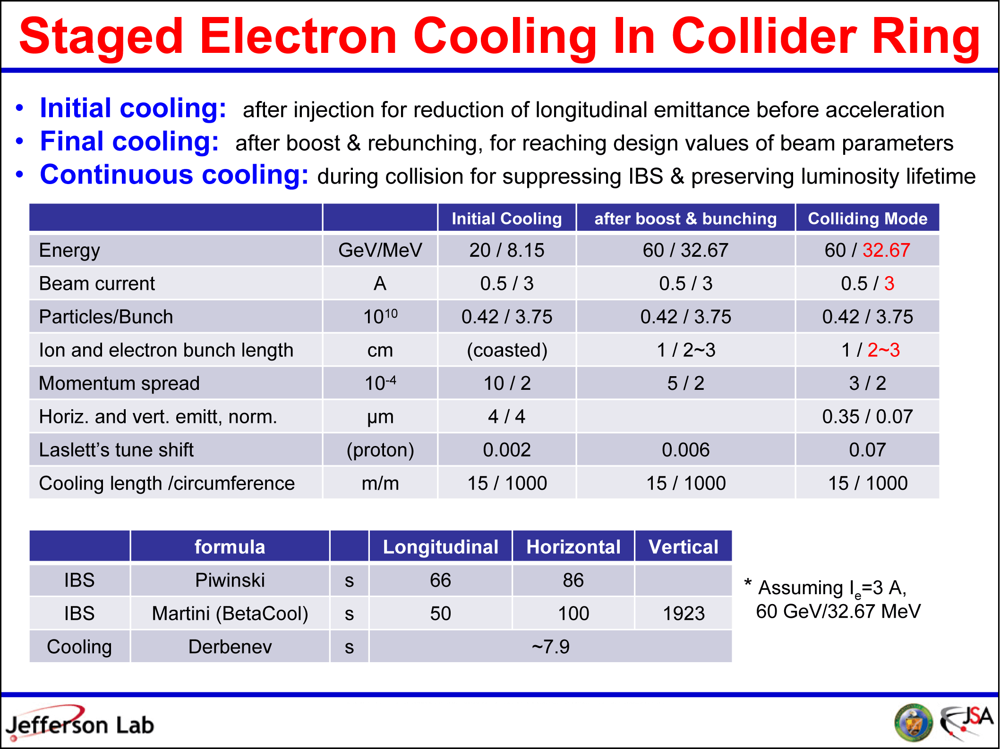 Staged Electron Cooling In Collider Ring
• Initial cooling: after injection for reduction of longitudinal emittance before acceleration
• Final cooling: after boost & rebunching, for reaching design values of beam parameters
• Continuous cooling: during collision for suppressing IBS & preserving luminosity lifetime
Initial Cooling after boost & bunching Colliding Mode
Energy GeV/MeV 20 / 8.15 60 / 32.67 60 / 32.67
Beam current A 0.5 / 3 0.5 / 3 0.5 / 3
Particles/Bunch 10¹⁰ 0.42 / 3.75 0.42 / 3.75 0.42 / 3.75
Ion and electron bunch length cm (coasted) 1 / 2~3 1 / 2~3
Momentum spread 10⁻⁴ 10 / 2 5 / 2 3 / 2
Horiz. and vert. emitt, norm. µm 4 / 4 0.35 / 0.07
Laslett’s tune shift (proton) 0.002 0.006 0.07
Cooling length /circumference m/m 15 / 1000 15 / 1000 15 / 1000
formula Longitudinal Horizontal Vertical
IBS Piwinski s 66 86
IBS Martini (BetaCool) s 50 100 1923
Cooling Derbenev s ~7.9
* Assuming Iₑ=3 A,
60 GeV/32.67 MeV
Jefferson Lab
JSA